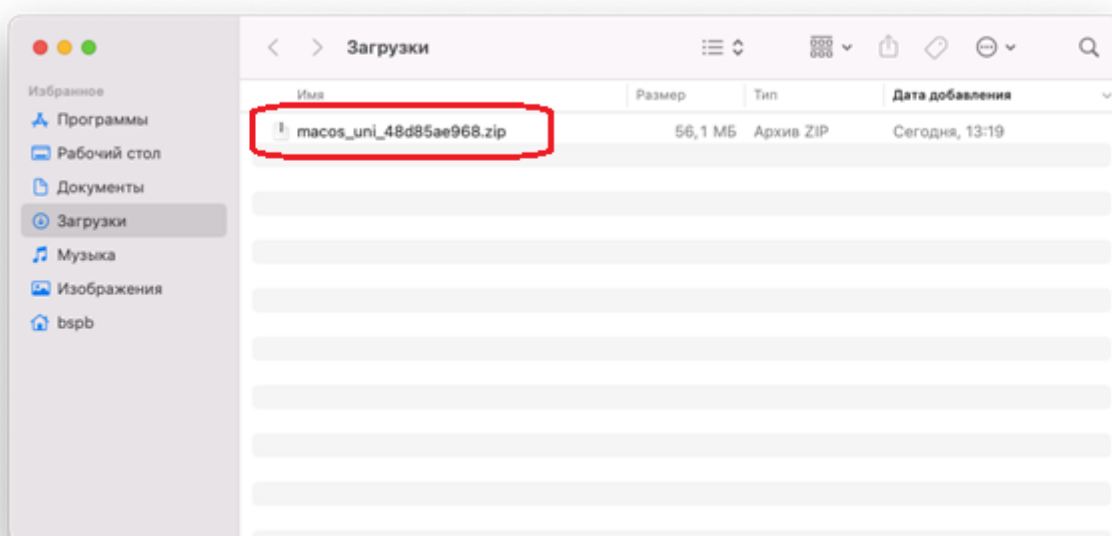 Загрузки
Избранное
Программы
Рабочий стол
Документы
Загрузки
Музыка
Изображения
bspb
Имя Размер Тип Дата добавления
macos_uni_48d85ae968.zip 56,1 МБ Архив ZIP Сегодня, 13:19